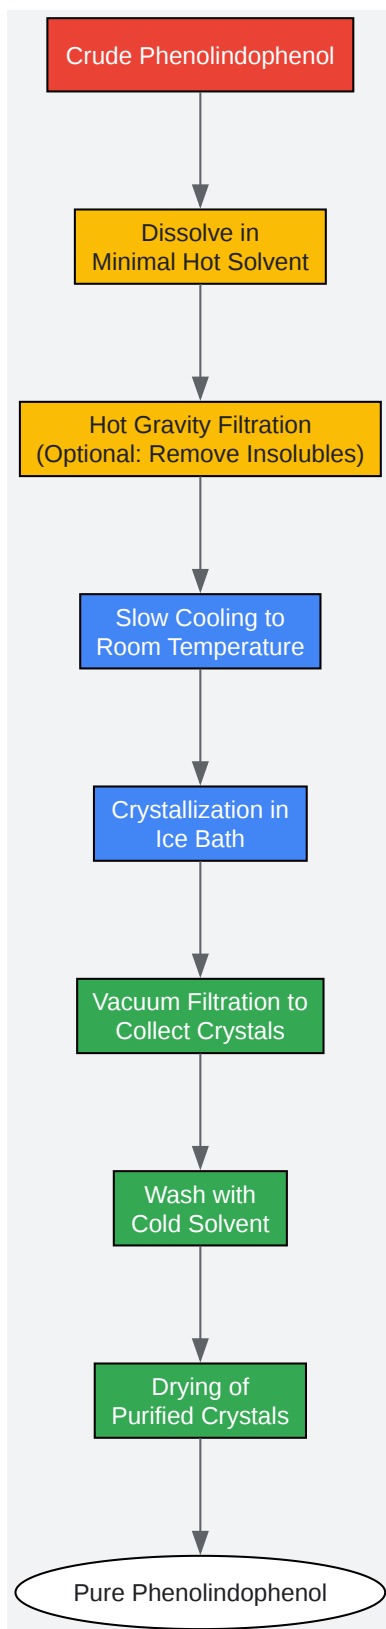 Crude Phenolindophenol
Dissolve in
Minimal Hot Solvent
Hot Gravity Filtration
(Optional: Remove Insolubles)
Slow Cooling to
Room Temperature
Crystallization in
Ice Bath
Vacuum Filtration to
Collect Crystals
Wash with
Cold Solvent
Drying of
Purified Crystals
Pure Phenolindophenol